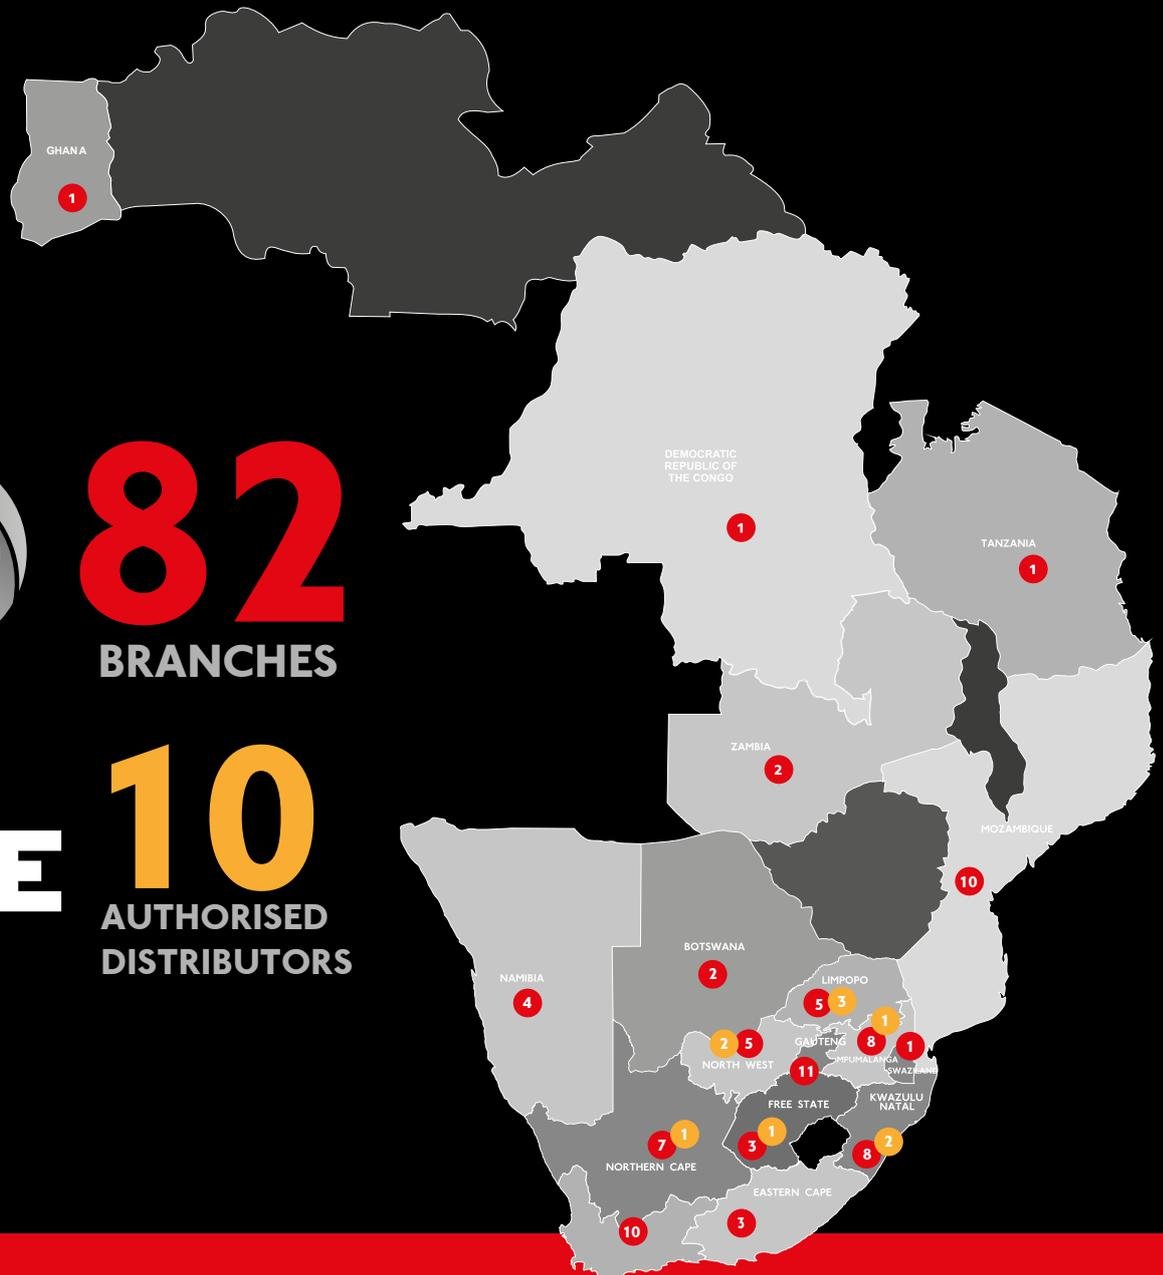 GHANA
1
DEMOCRATIC
REPUBLIC OF
THE CONGO
1
TANZANIA
1
82
BRANCHES
10
AUTHORISED
DISTRIBUTORS
E
ZAMBIA
2
MOZAMBIQUE
10
BOTSWANA
2
NAMIBIA
4
LIMPOPO
5 3
1
2 5
NORTH WEST
GAUTENG
11
8
MPUMALANGA
1
SWAZILAND
FREE STATE
3 1
KWAZULU
NATAL
8 2
7 1
NORTHERN CAPE
EASTERN CAPE
3
10